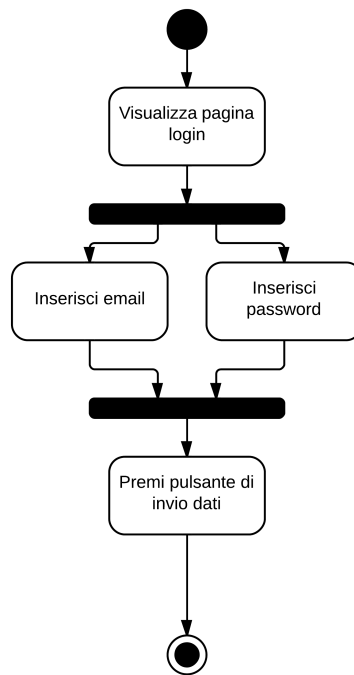 Visualizza pagina
login
Inserisci email
Inserisci
password
Premi pulsante di
invio dati